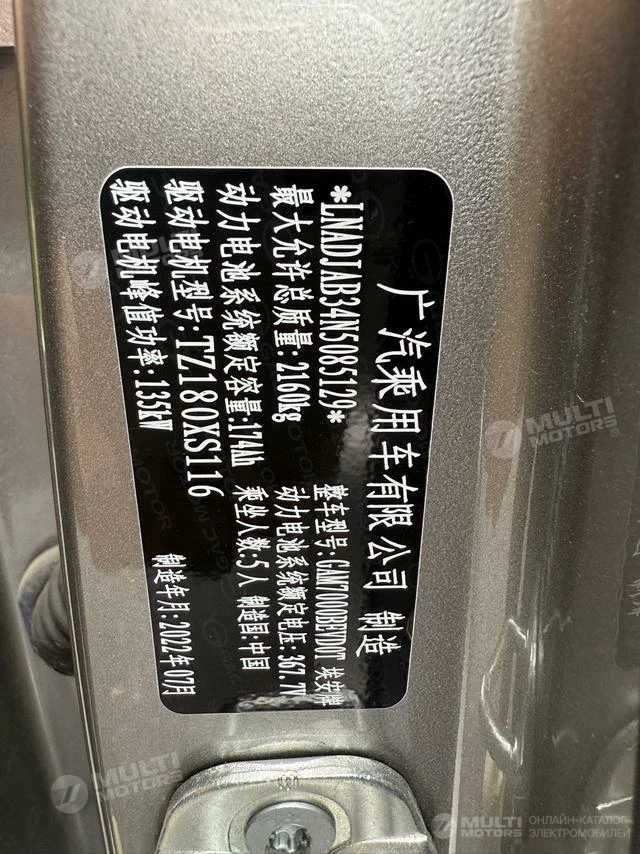 广汽乘用车有限公司 制造
*LNADJAB34N5085129*
整车型号:GAM7000BEVD0T 埃安牌
最大允许总质量:2160kg
动力电池系统额定电压:367.7V
动力电池系统额定容量:174Ah
乘坐人数:5人 制造国:中国
驱动电机型号:TZ180XS116
驱动电机峰值功率:135kW
制造年月:2022年07月
GAC MOTOR
MULTI MOTORS
MULTI MOTORS
MULTI MOTORS
ОНЛАЙН-КАТАЛОГ
ЭЛЕКТРОМОБИЛЕЙ